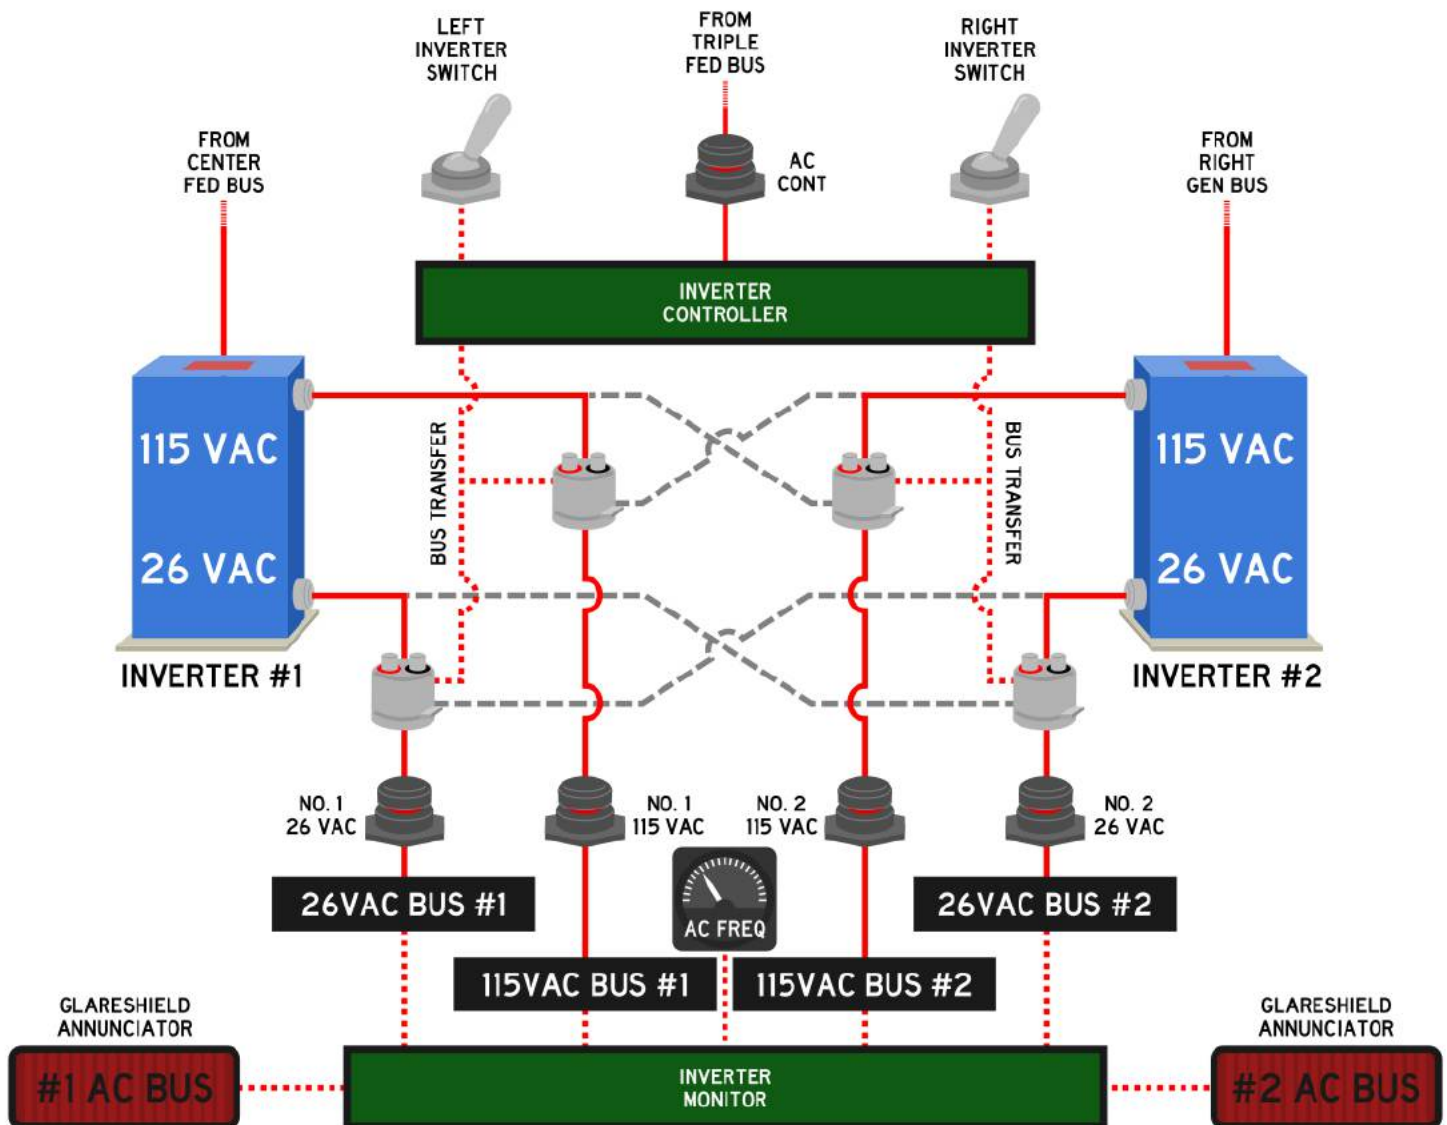 LEFT
INVERTER
SWITCH
FROM
TRIPLE
FED BUS
RIGHT
INVERTER
SWITCH
FROM
CENTER
FED BUS
AC
CONT
FROM
RIGHT
GEN BUS
INVERTER
CONTROLLER
115 VAC
26 VAC
INVERTER #1
BUS TRANSFER
BUS TRANSFER
115 VAC
26 VAC
INVERTER #2
NO. 1
26 VAC
NO. 1
115 VAC
NO. 2
115 VAC
NO. 2
26 VAC
26VAC BUS #1
AC FREQ
26VAC BUS #2
115VAC BUS #1
115VAC BUS #2
GLARESHIELD
ANNUNCIATOR
#1 AC BUS
INVERTER
MONITOR
GLARESHIELD
ANNUNCIATOR
#2 AC BUS